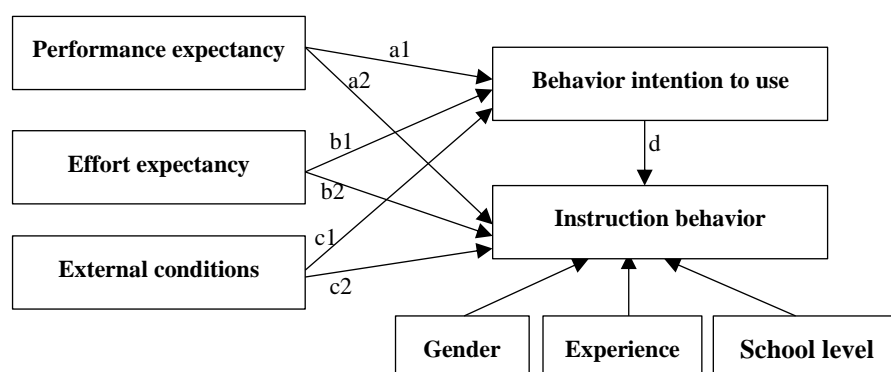 Performance expectancy
a1
a2
Behavior intention to use
b1
Effort expectancy
b2
d
Instruction behavior
c1
External conditions
c2
Gender
Experience
School level